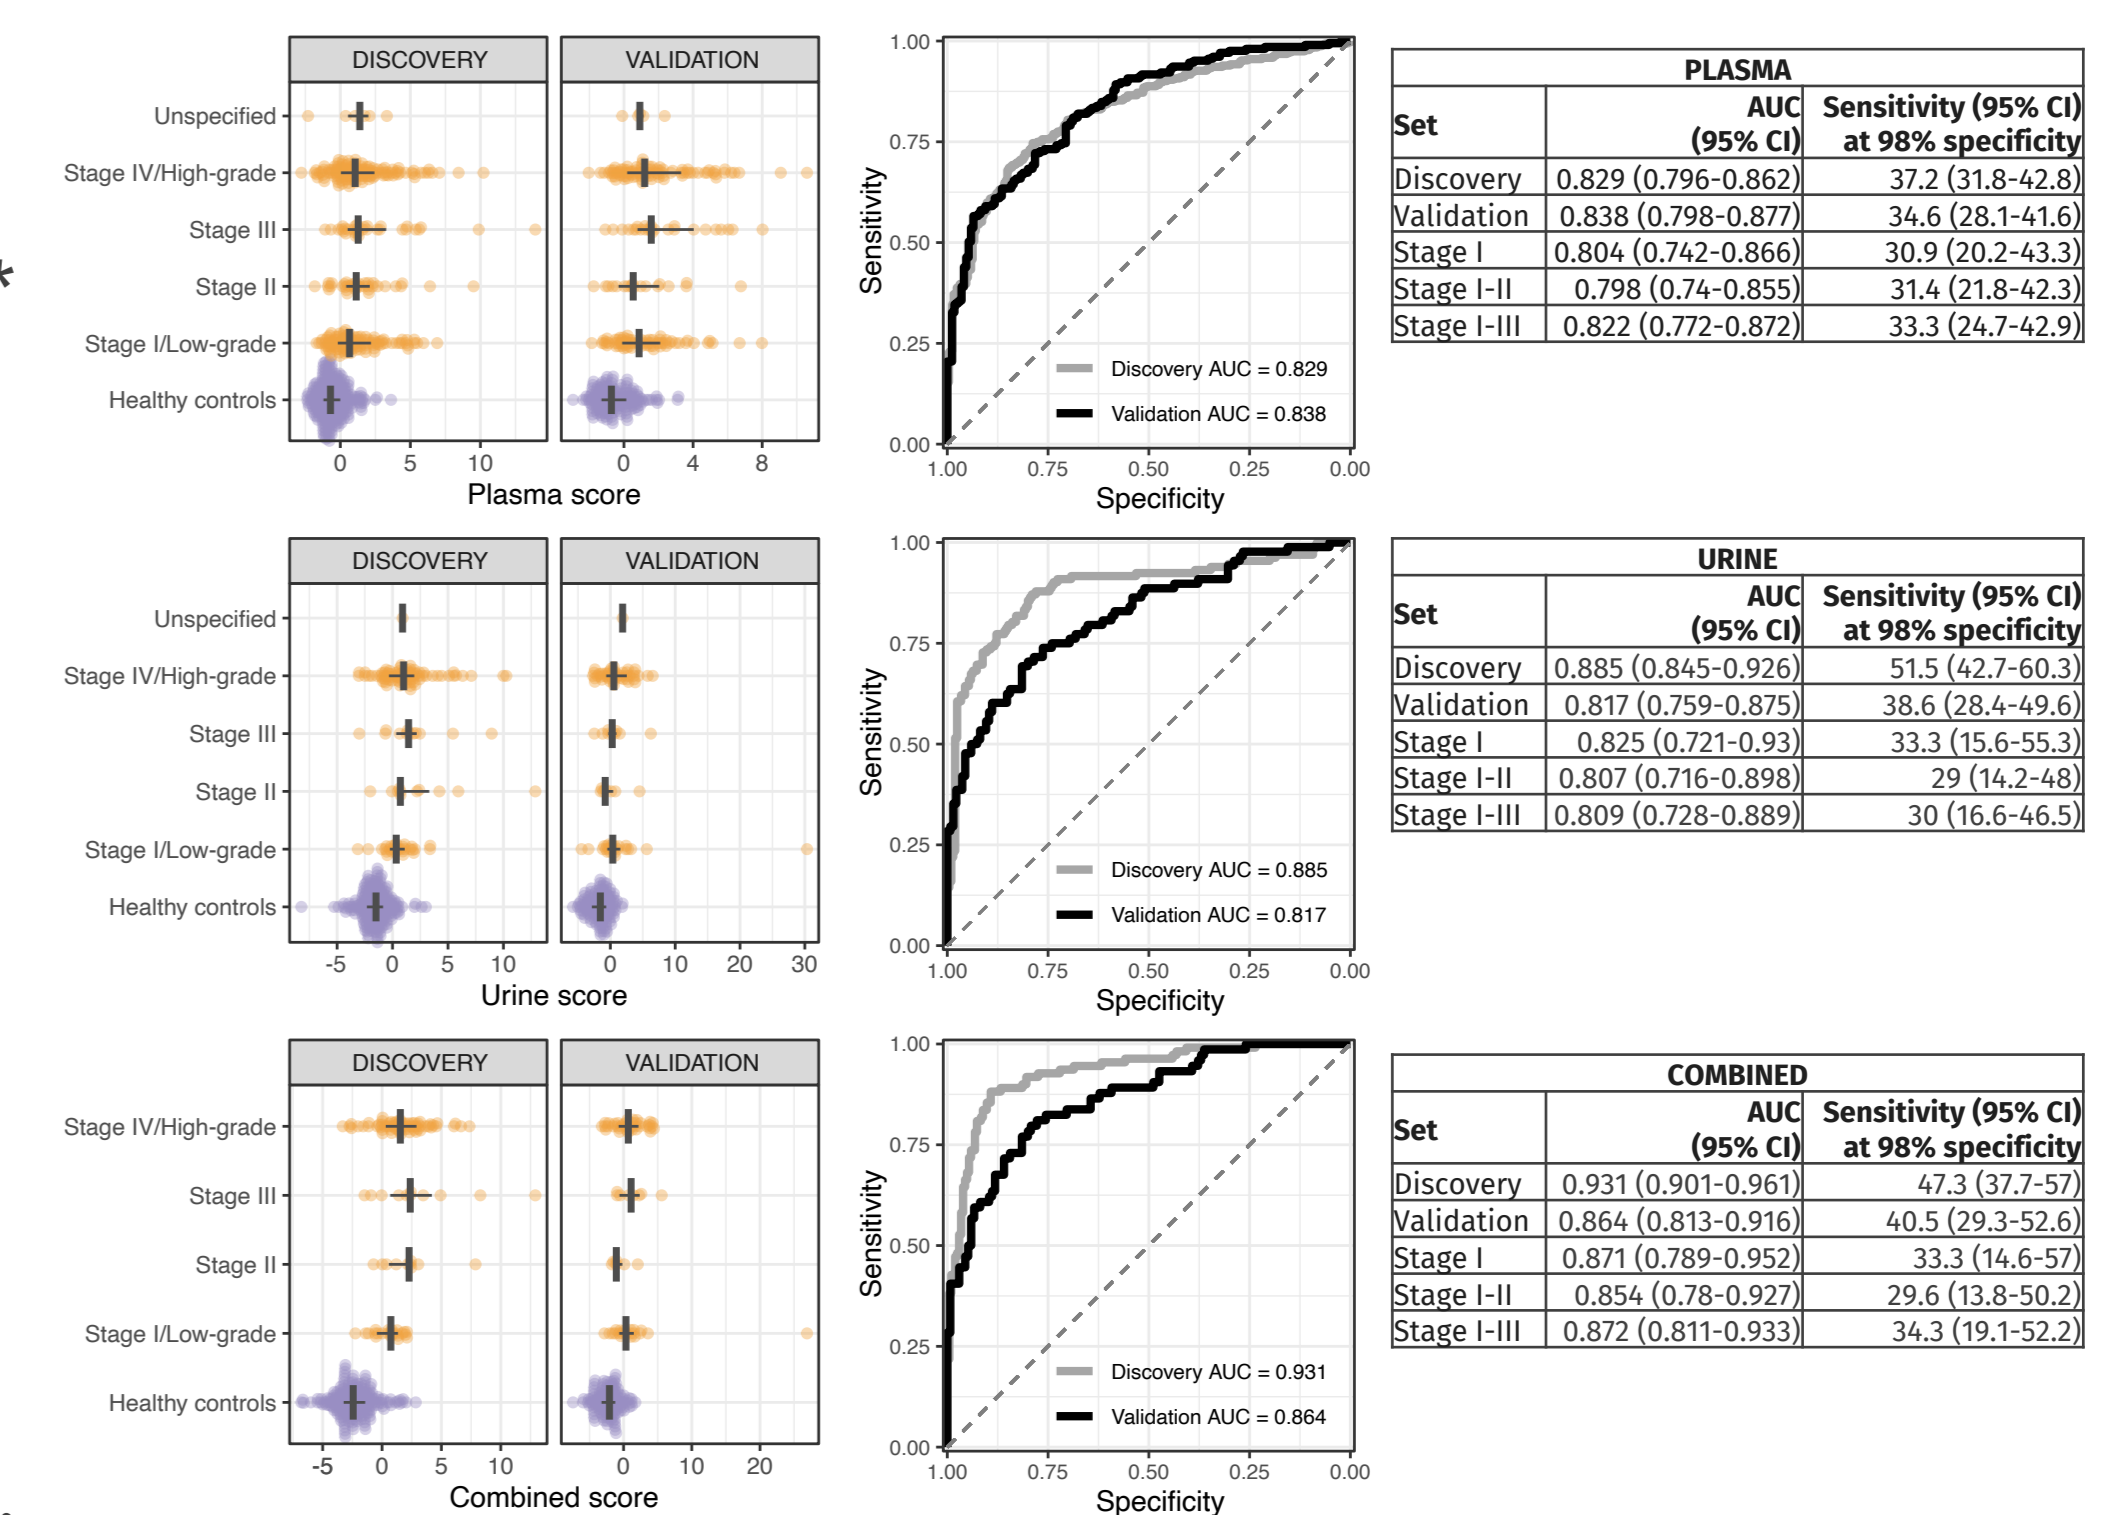 DISCOVERY
VALIDATION
Unspecified
Stage IV/High-grade
Stage III
Stage II
Stage I/Low-grade
Healthy controls
0 5 10
0 4 8
Plasma score
1.00
0.75
0.50
0.25
0.00
Sensitivity
Discovery AUC = 0.829
Validation AUC = 0.838
1.00 0.75 0.50 0.25 0.00
Specificity
PLASMA
Set AUC (95% CI) Sensitivity (95% CI) at 98% specificity
Discovery 0.829 (0.796-0.862) 37.2 (31.8-42.8)
Validation 0.838 (0.798-0.877) 34.6 (28.1-41.6)
Stage I 0.804 (0.742-0.866) 30.9 (20.2-43.3)
Stage I-II 0.798 (0.74-0.855) 31.4 (21.8-42.3)
Stage I-III 0.822 (0.772-0.872) 33.3 (24.7-42.9)
*
DISCOVERY
VALIDATION
Unspecified
Stage IV/High-grade
Stage III
Stage II
Stage I/Low-grade
Healthy controls
-5 0 5 10
0 10 20 30
Urine score
1.00
0.75
0.50
0.25
0.00
Sensitivity
Discovery AUC = 0.885
Validation AUC = 0.817
1.00 0.75 0.50 0.25 0.00
Specificity
URINE
Set AUC (95% CI) Sensitivity (95% CI) at 98% specificity
Discovery 0.885 (0.845-0.926) 51.5 (42.7-60.3)
Validation 0.817 (0.759-0.875) 38.6 (28.4-49.6)
Stage I 0.825 (0.721-0.93) 33.3 (15.6-55.3)
Stage I-II 0.807 (0.716-0.898) 29 (14.2-48)
Stage I-III 0.809 (0.728-0.889) 30 (16.6-46.5)
DISCOVERY
VALIDATION
Stage IV/High-grade
Stage III
Stage II
Stage I/Low-grade
Healthy controls
-5 0 5 10
0 10 20
Combined score
1.00
0.75
0.50
0.25
0.00
Sensitivity
Discovery AUC = 0.931
Validation AUC = 0.864
1.00 0.75 0.50 0.25 0.00
Specificity
COMBINED
Set AUC (95% CI) Sensitivity (95% CI) at 98% specificity
Discovery 0.931 (0.901-0.961) 47.3 (37.7-57)
Validation 0.864 (0.813-0.916) 40.5 (29.3-52.6)
Stage I 0.871 (0.789-0.952) 33.3 (14.6-57)
Stage I-II 0.854 (0.78-0.927) 29.6 (13.8-50.2)
Stage I-III 0.872 (0.811-0.933) 34.3 (19.1-52.2)